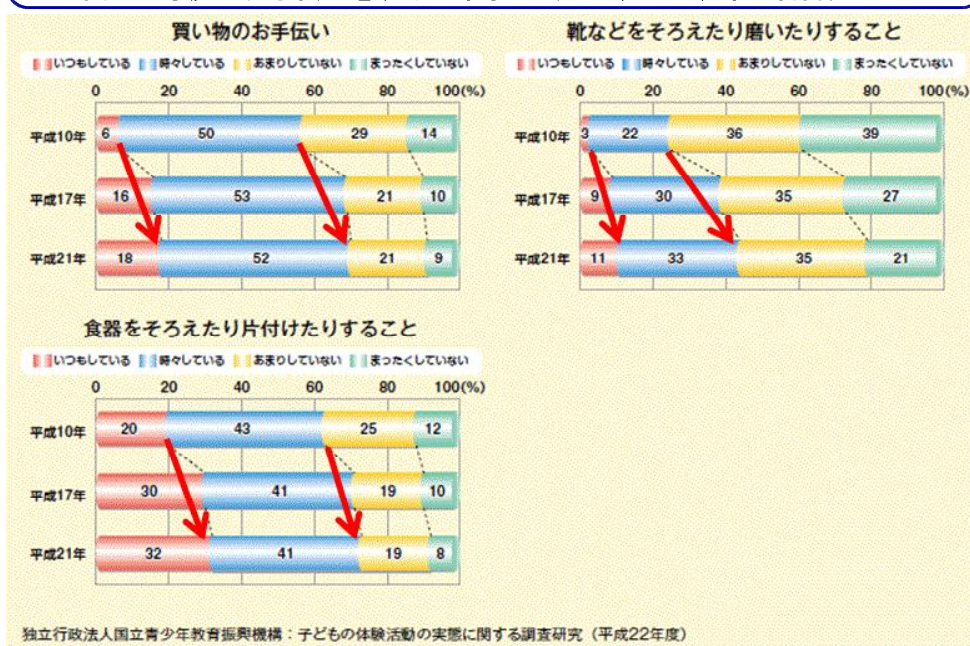 買い物のお手伝い
いつもしている 時々している あまりしていない まったくしていない
0 20 40 60 80 100(%)
平成10年 6 50 29 14
平成17年 16 53 21 10
平成21年 18 52 21 9
靴などをそろえたり磨いたりすること
いつもしている 時々している あまりしていない まったくしていない
0 20 40 60 80 100(%)
平成10年 3 22 36 39
平成17年 9 30 35 27
平成21年 11 33 35 21
食器をそろえたり片付けたりすること
いつもしている 時々している あまりしていない まったくしていない
0 20 40 60 80 100(%)
平成10年 20 43 25 12
平成17年 30 41 19 10
平成21年 32 41 19 8
独立行政法人国立青少年教育振興機構：子どもの体験活動の実態に関する調査研究（平成22年度）